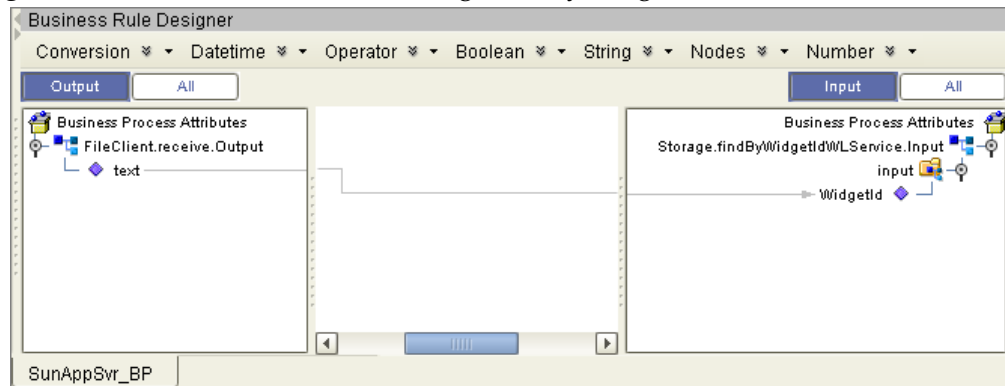 Business Rule Designer
Conversion Datetime Operator Boolean String Nodes Number
Output All Input All
Business Process Attributes Business Process Attributes
FileClient.receive.Output Storage.findByWidgetIdWLService.Input
text input
WidgetId
SunAppSvr_BP